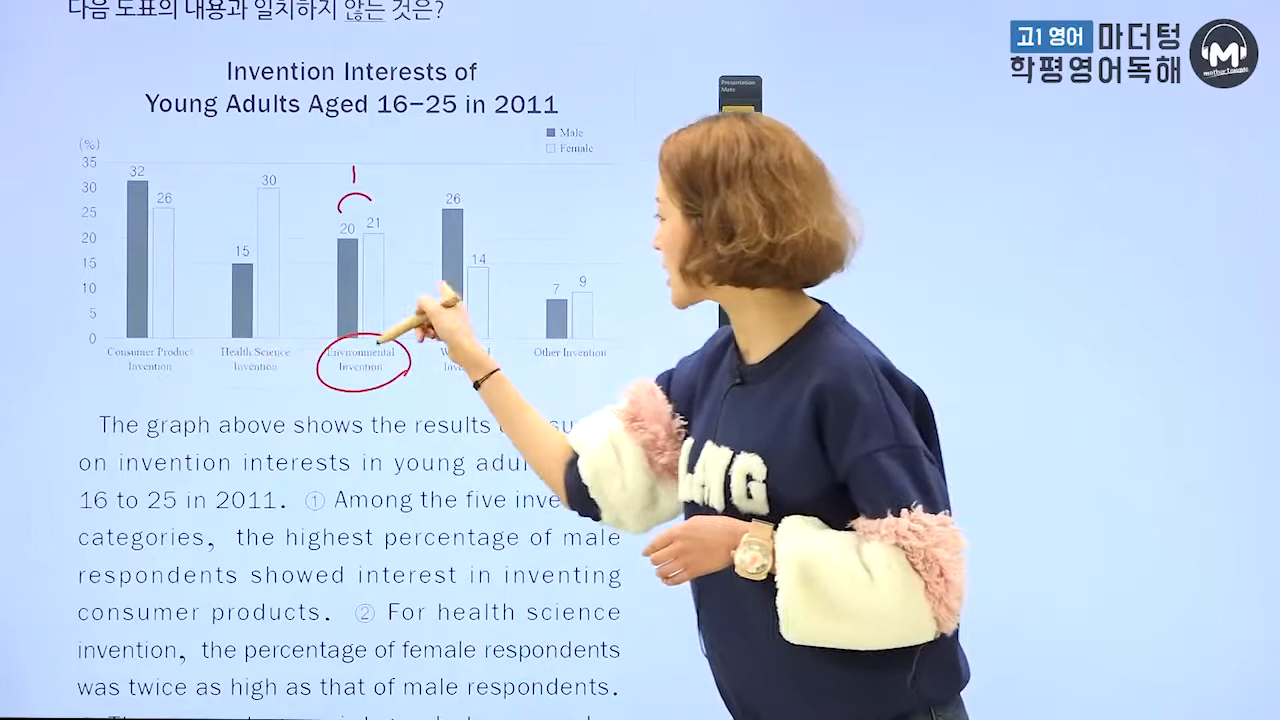 다음 도표의 내용과 일치하지 않는 것은?
고1 영어 마더텅
학평영어독해
M
mothertongue
Presentation
Mate
Invention Interests of
Young Adults Aged 16-25 in 2011
Male
Female
(%)
35
30
25
20
15
10
5
0
32
26
15
30
20
21
26
14
7
9
Consumer Product
Invention
Health Science
Invention
Environmental
Invention
Other Invention
The graph above shows the results
on invention interests in young
16 to 25 in 2011. ① Among the five
categories, the highest percentage of male
respondents showed interest in inventing
consumer products. ② For health science
invention, the percentage of female respondents
was twice as high as that of male respondents.